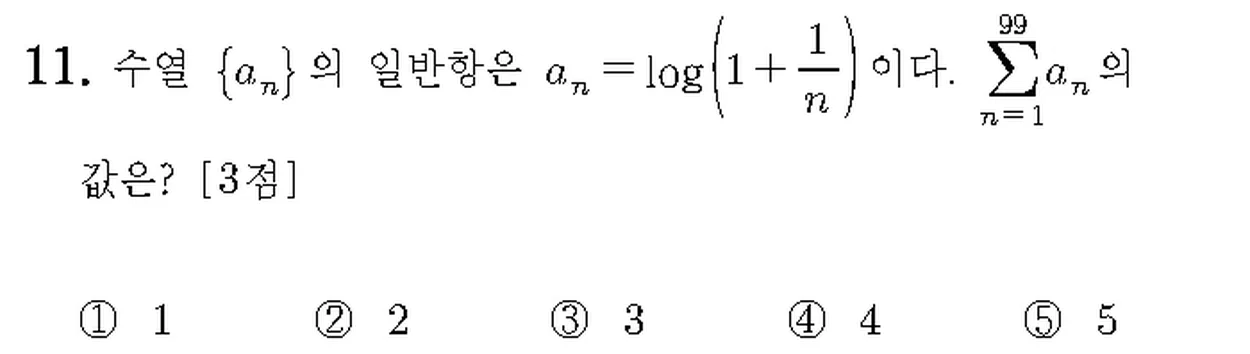 11. 수열 {aₙ}의 일반항은 aₙ = log(1 + 1/n)이다. ∑ₙ₌₁⁹⁹ aₙ의
값은? [3점]
① 1 ② 2 ③ 3 ④ 4 ⑤ 5